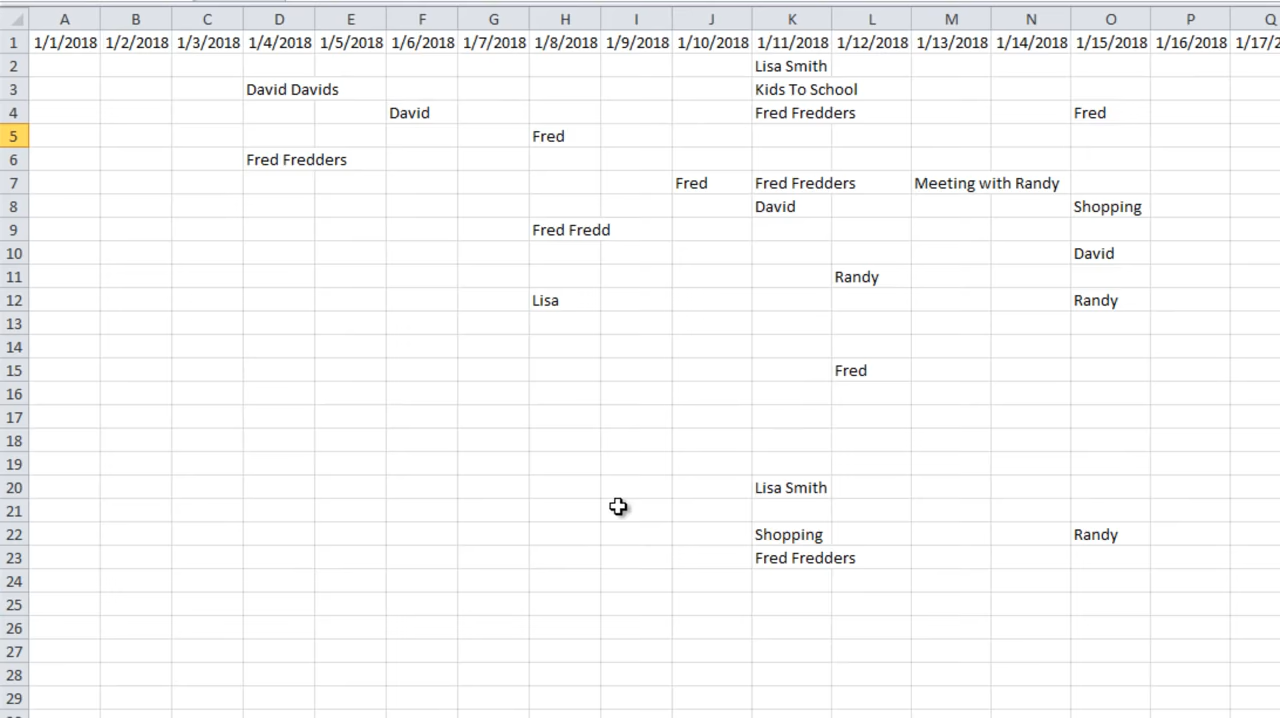 A B C D E F G H I J K L M N O P Q
1 1/1/2018 1/2/2018 1/3/2018 1/4/2018 1/5/2018 1/6/2018 1/7/2018 1/8/2018 1/9/2018 1/10/2018 1/11/2018 1/12/2018 1/13/2018 1/14/2018 1/15/2018 1/16/2018 1/17/2
2 Lisa Smith
3 David Davids Kids To School
4 David Fred Fredders Fred
5 Fred
6 Fred Fredders
7 Fred Fred Fredders Meeting with Randy
8 David Shopping
9 Fred Fredd
10 David
11 Randy
12 Lisa Randy
13
14
15 Fred
16
17
18
19
20 Lisa Smith
21
22 Shopping Randy
23 Fred Fredders
24
25
26
27
28
29